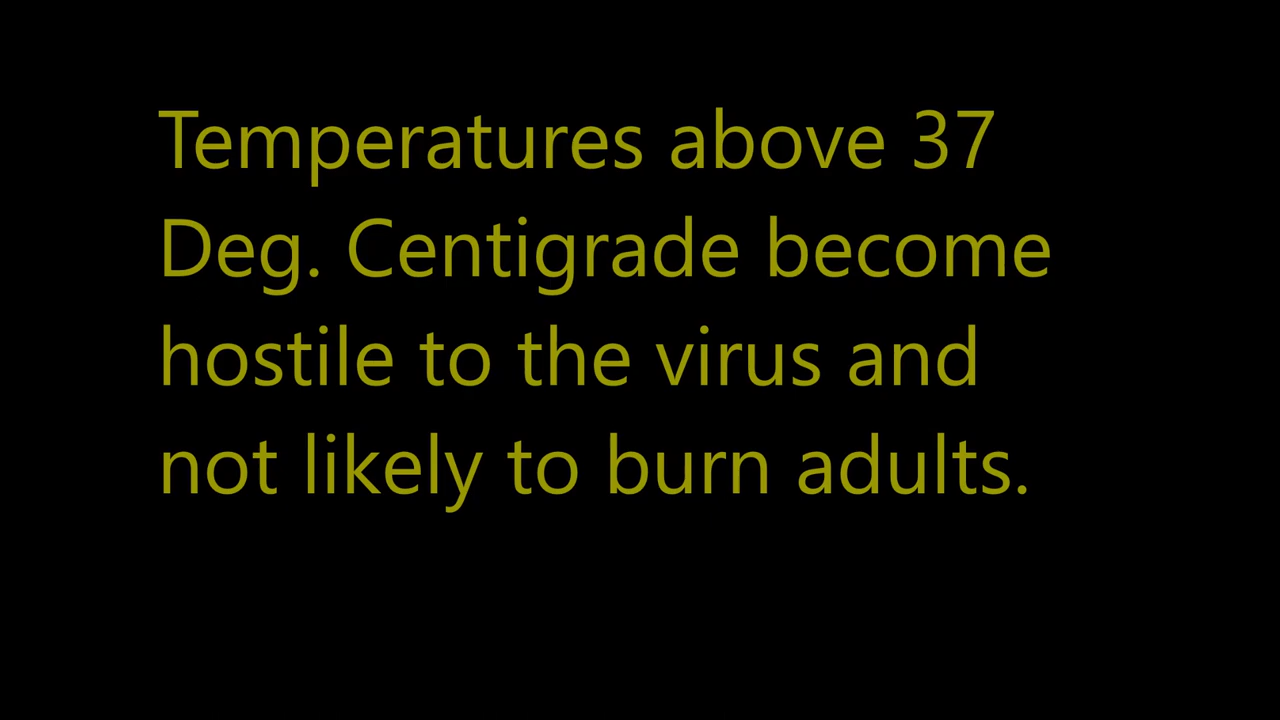 Temperatures above 37
Deg. Centigrade become
hostile to the virus and
not likely to burn adults.